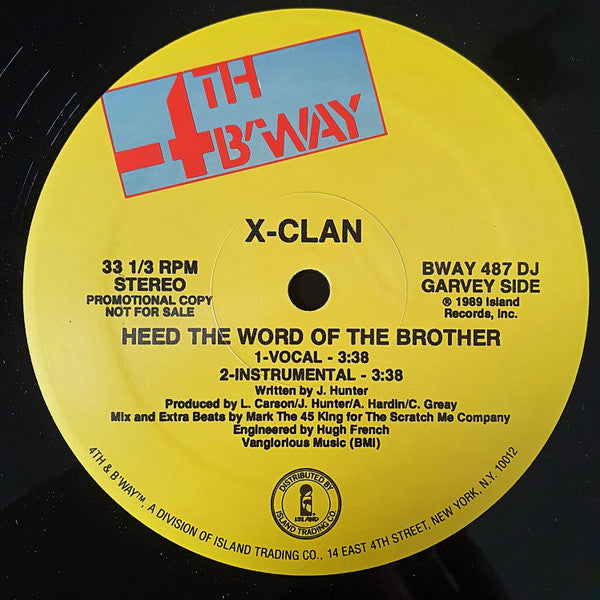 4TH
B'WAY
X-CLAN
33 1/3 RPM
STEREO
PROMOTIONAL COPY
NOT FOR SALE
BWAY 487 DJ
GARVEY SIDE
℗ 1989 Island
Records, Inc.
HEED THE WORD OF THE BROTHER
1-VOCAL - 3:38
2-INSTRUMENTAL - 3:38
Written by J. Hunter
Produced by L. Carson/J. Hunter/A. Hardin/C. Greay
Mix and Extra Beats by Mark The 45 King for The Scratch Me Company
Engineered by Hugh French
Vanglorious Music (BMI)
DISTRIBUTED BY
ISLAND
ISLAND TRADING CO.
4TH & B'WAY™, A DIVISION OF ISLAND TRADING CO., 14 EAST 4TH STREET, NEW YORK, N.Y. 10012